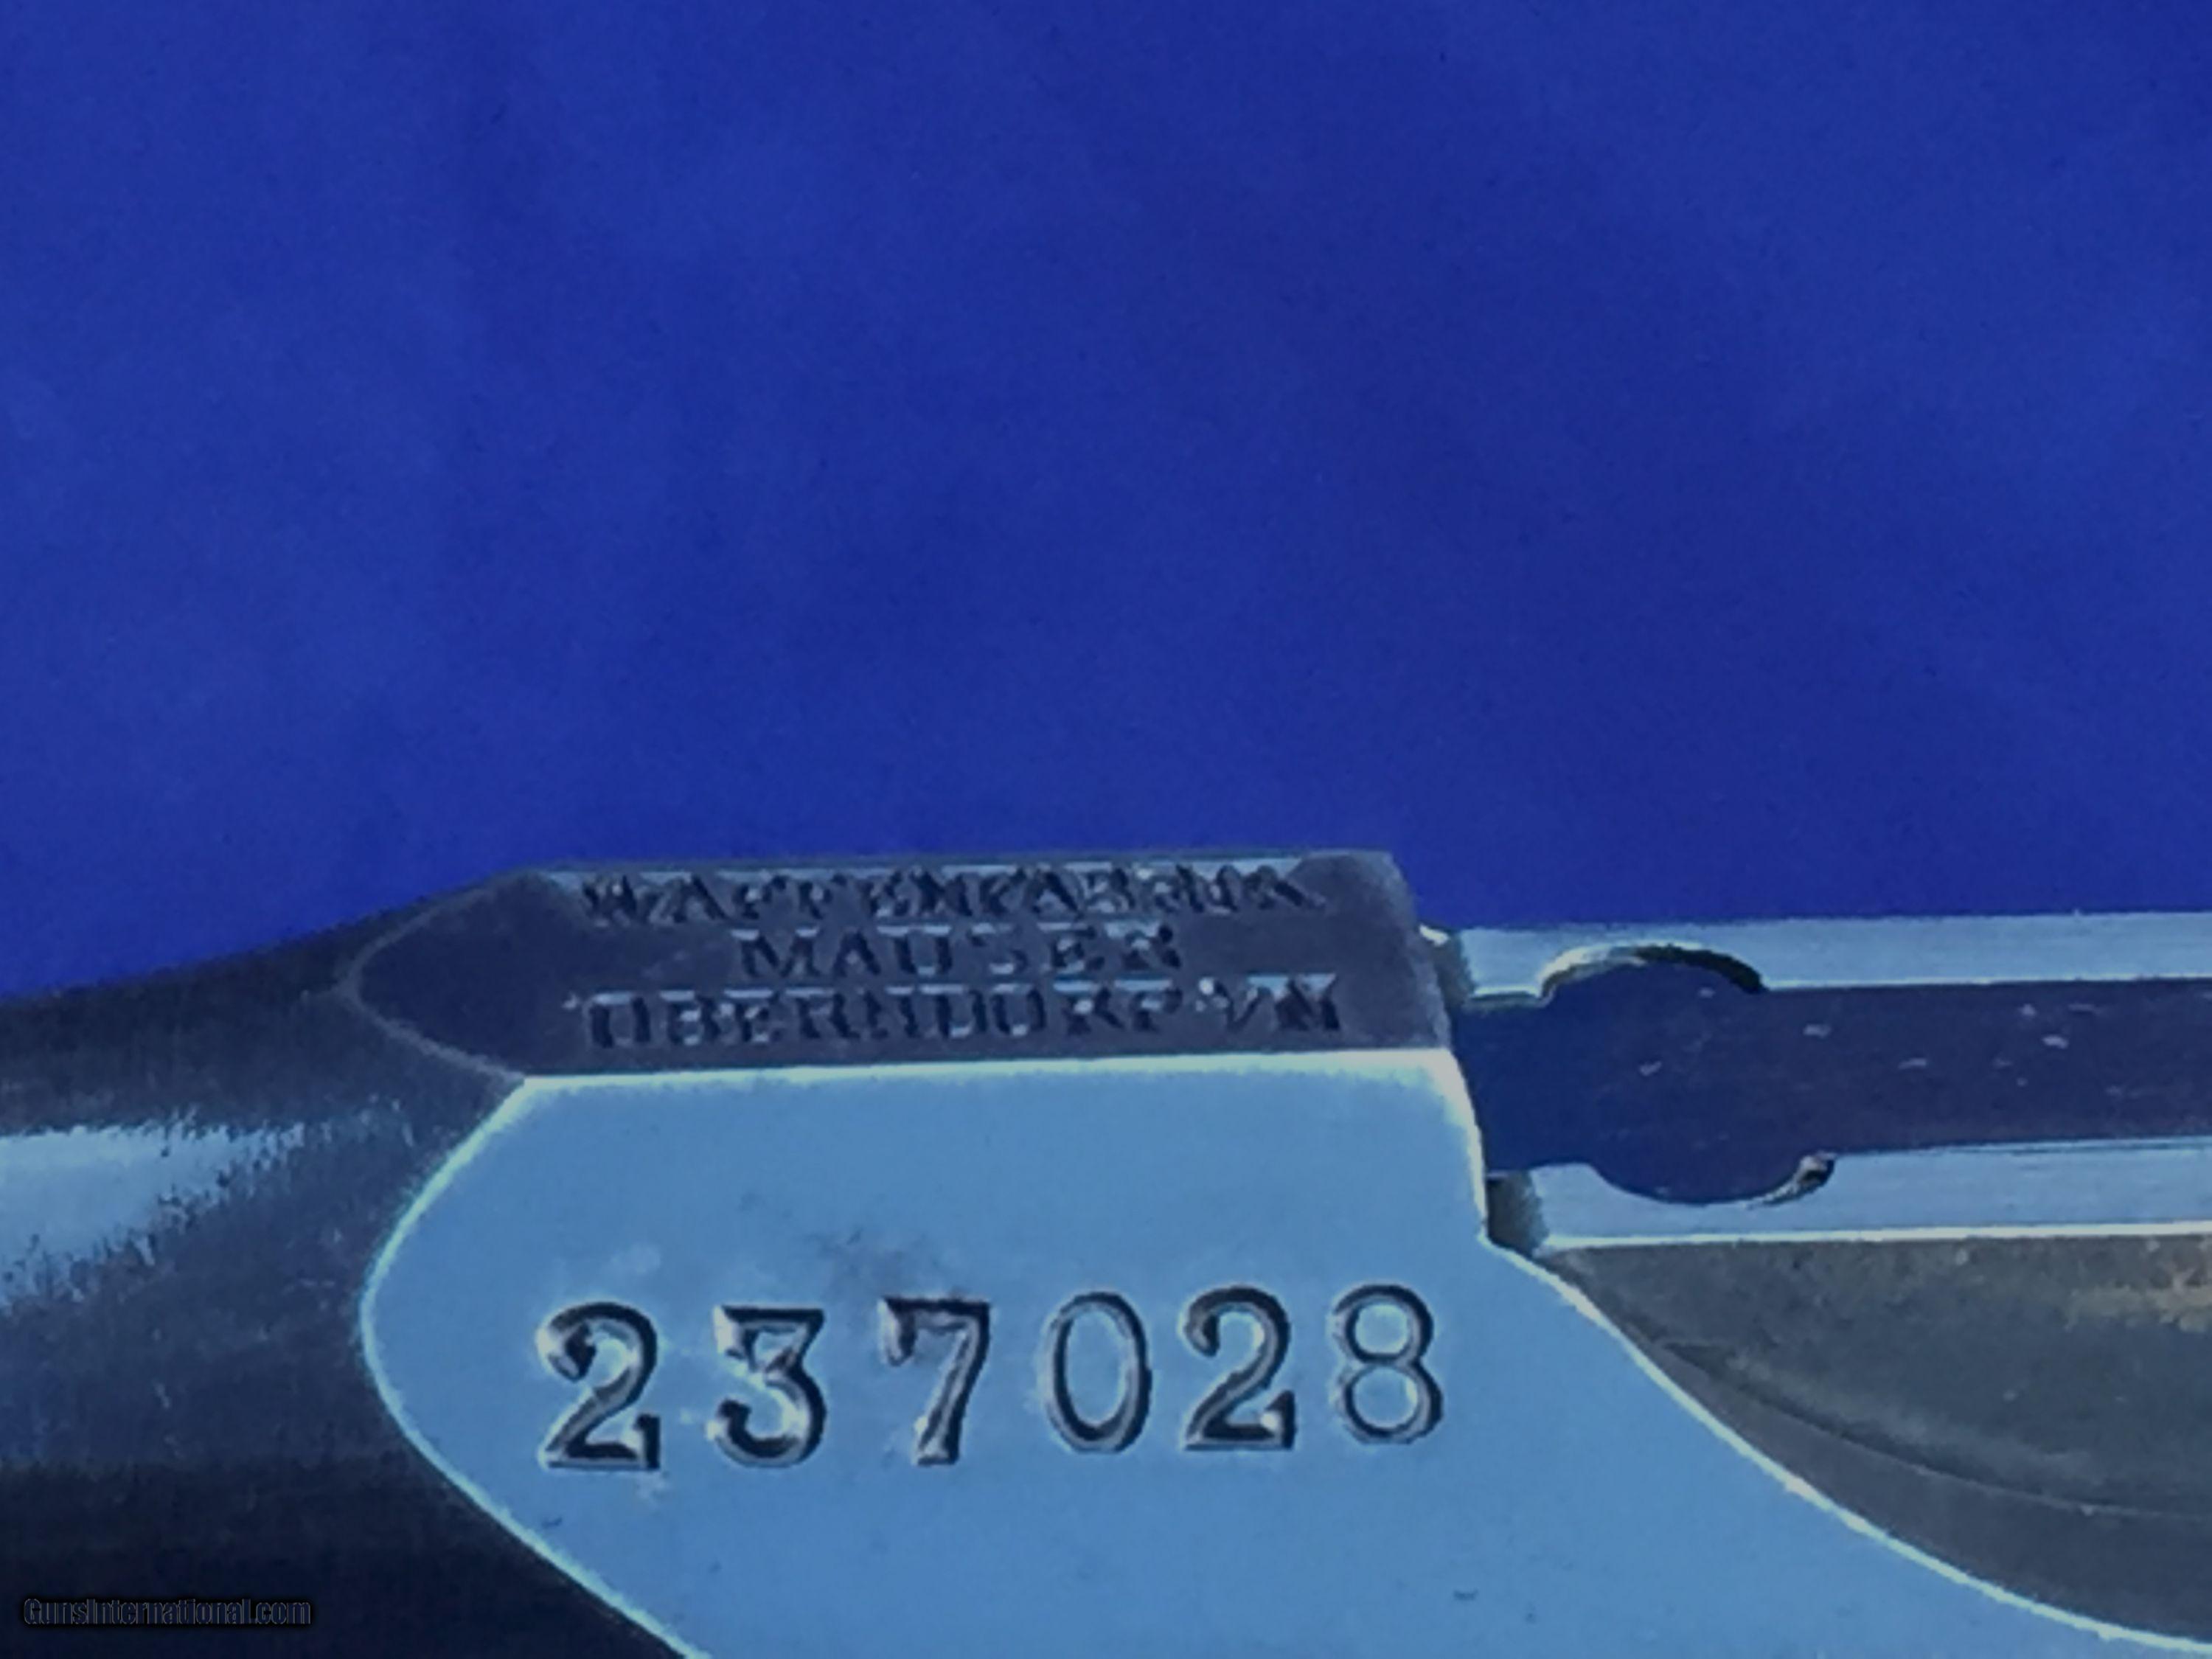 WAFFENFABRIK
MAUSER
OBERNDORF A/N
237028
GunsInternational.com